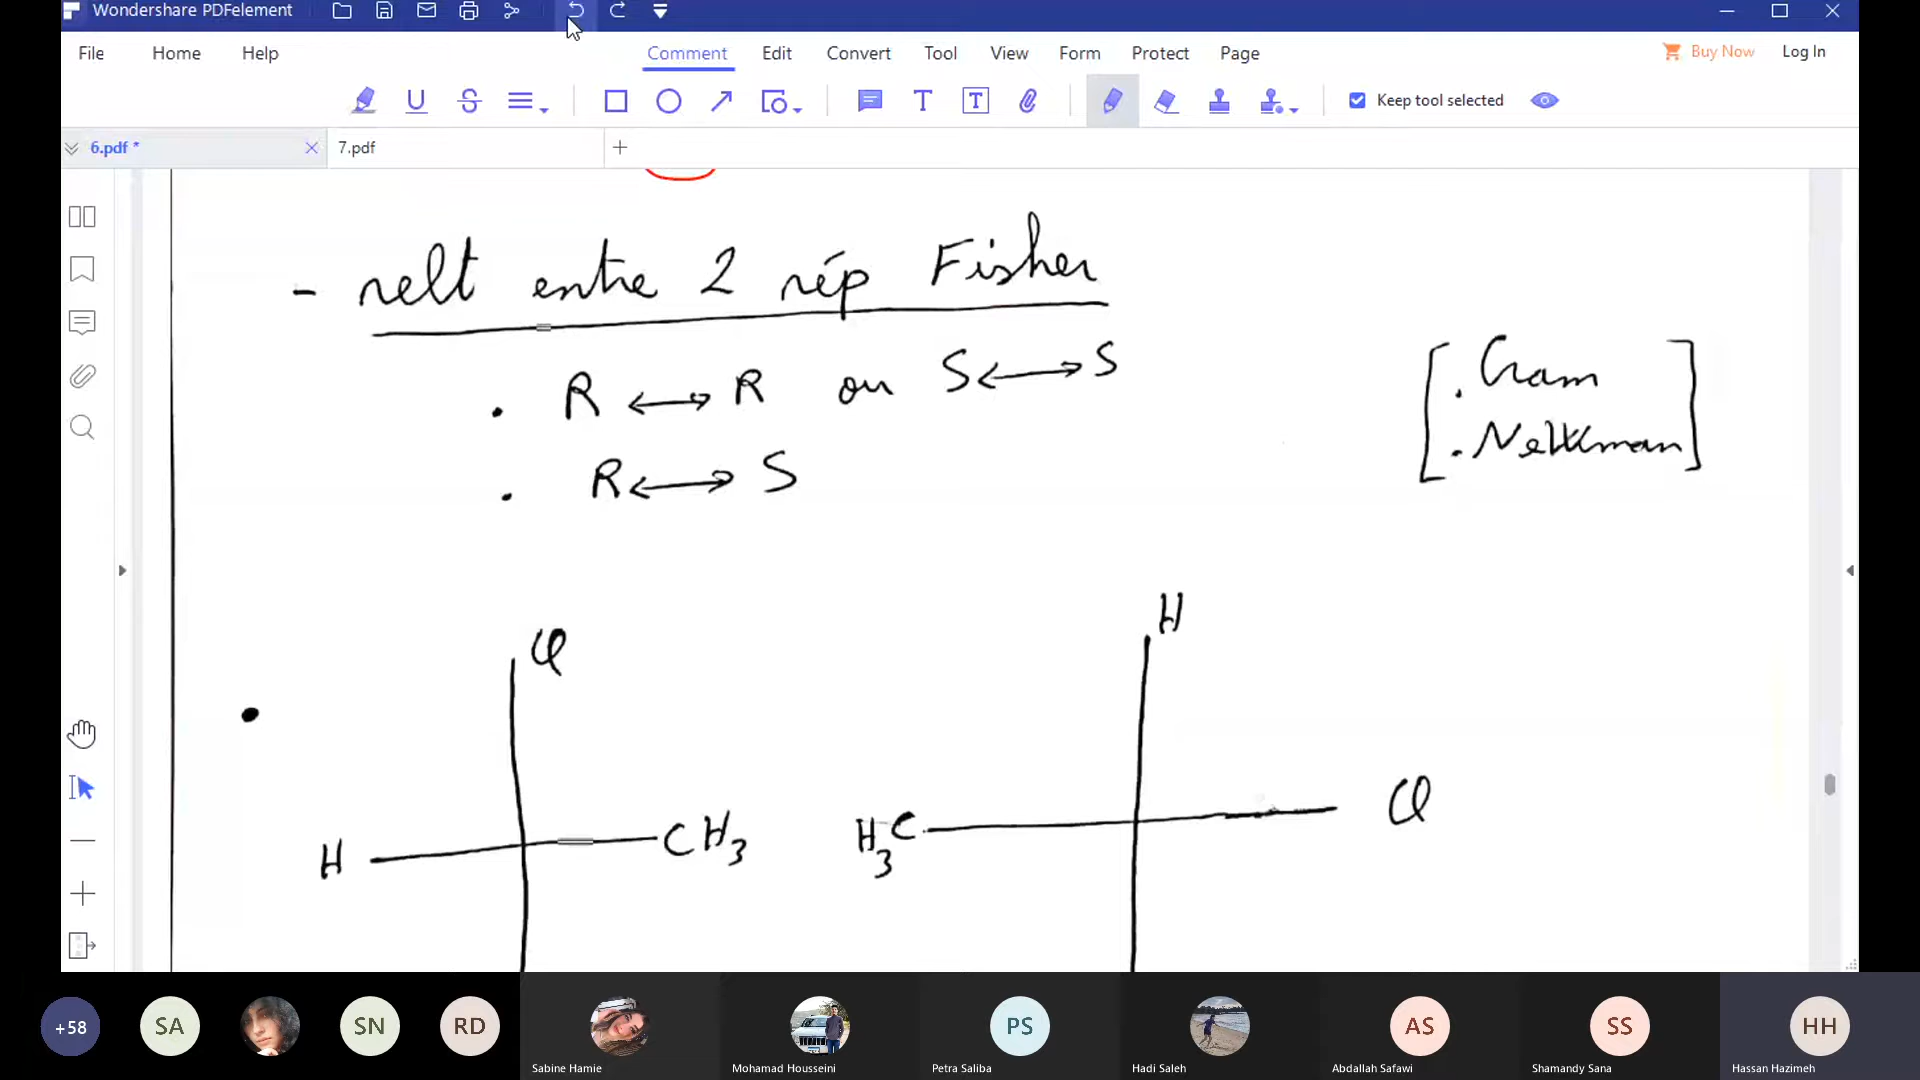 Wondershare PDFelement
File Home Help Comment Edit Convert Tool View Form Protect Page Buy Now Log In
Keep tool selected
6.pdf * 7.pdf
- relt entre 2 rép Fisher
. R ↔ R ou S ↔ S
. R ↔ S
[. Cram
. Newman]
Cl
H CH3
H
H3C Cl
+58 SA SN RD PS AS SS HH
Sabine Hamie Mohamad Housseini Petra Saliba Hadi Saleh Abdallah Safawi Shamandy Sana Hassan Hazimeh